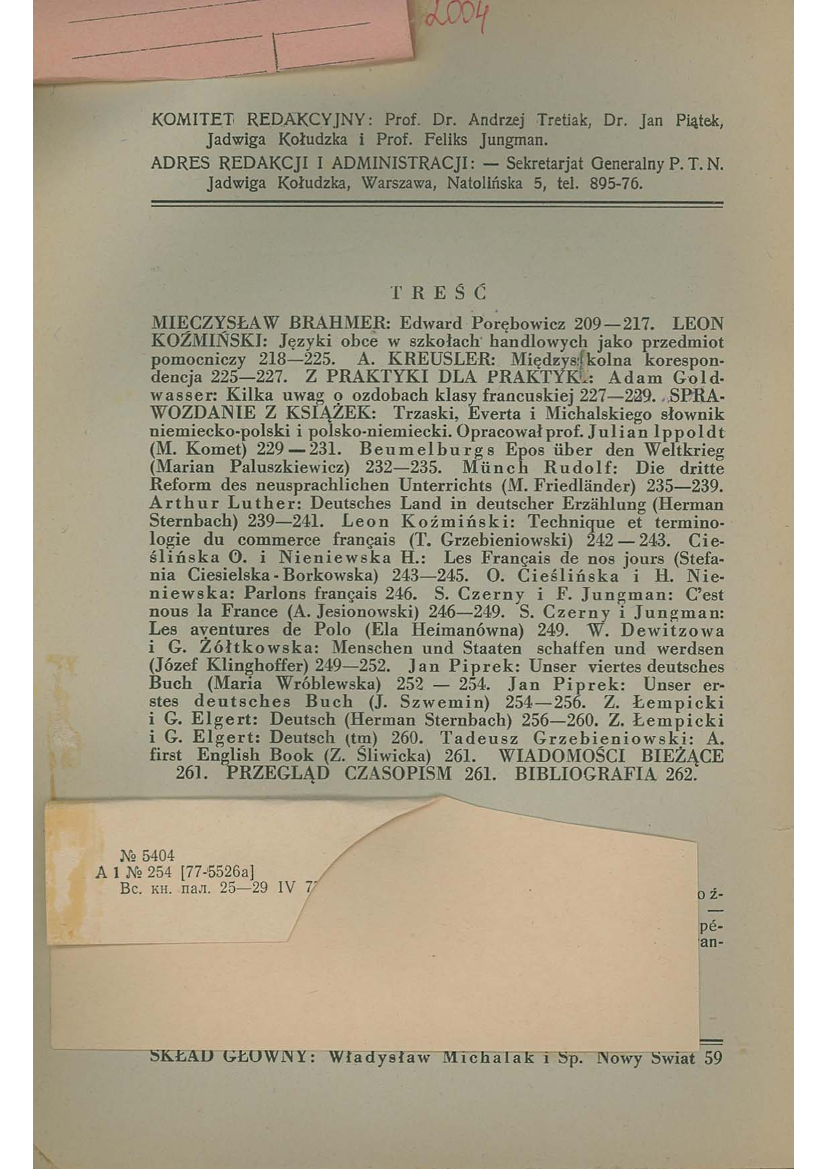 2004
KOMITET REDAKCYJNY: Prof. Dr. Andrzej Tretiak, Dr. Jan Piątek,
Jadwiga Kołudzka i Prof. Feliks Jungman.
ADRES REDAKCJI I ADMINISTRACJI: — Sekretarjat Generalny P. T. N.
Jadwiga Kołudzka, Warszawa, Natolińska 5, tel. 895-76.
TREŚĆ
MIECZYSŁAW BRAHMER: Edward Porębowicz 209—217. LEON
KOŹMIŃSKI: Języki obce w szkołach handlowych jako przedmiot
pomocniczy 218—225. A. KREUSLER: Międzyszkolna korespon-
dencja 225—227. Z PRAKTYKI DLA PRAKTYKI: Adam Gold-
wasser: Kilka uwag o ozdobach klasy francuskiej 227—229. SPRA-
WOZDANIE Z KSIĄŻEK: Trzaski, Everta i Michalskiego słownik
niemiecko-polski i polsko-niemiecki. Opracował prof. Julian Ippoldt
(M. Komet) 229—231. Beumelburgs Epos über den Weltkrieg
(Marian Paluszkiewicz) 232—235. Münch Rudolf: Die dritte
Reform des neusprachlichen Unterrichts (M. Friedländer) 235—239.
Arthur Luther: Deutsches Land in deutscher Erzählung (Herman
Sternbach) 239—241. Leon Koźmiński: Technique et termino-
logie du commerce français (T. Grzebieniowski) 242—243. Cie-
ślińska O. i Nieniewska H.: Les Français de nos jours (Stefa-
nia Ciesielska-Borkowska) 243—245. O. Cieślińska i H. Nie-
niewska: Parlons français 246. S. Czerny i F. Jungman: C'est
nous la France (A. Jesionowski) 246—249. S. Czerny i Jungman:
Les aventures de Polo (Ela Heimanówna) 249. W. Dewitzowa
i G. Żółtkowska: Menschen und Staaten schaffen und werdsen
(Józef Klinghoffer) 249—252. Jan Piprek: Unser viertes deutsches
Buch (Maria Wróblewska) 252 — 254. Jan Piprek: Unser er-
stes deutsches Buch (J. Szwemin) 254—256. Z. Łempicki
i G. Elgert: Deutsch (Herman Sternbach) 256—260. Z. Łempicki
i G. Elgert: Deutsch (tm) 260. Tadeusz Grzebieniowski: A.
first English Book (Z. Śliwicka) 261. WIADOMOŚCI BIEŻĄCE
261. PRZEGLĄD CZASOPISM 261. BIBLIOGRAFIA 262.
№ 5404
A 1 № 254 [77-5526a]
Вс. кн. пал. 25—29 IV 7
o ź-
—
pé-
an-
SKŁAD GŁÓWNY: Władysław Michalak i Sp. Nowy Świat 59